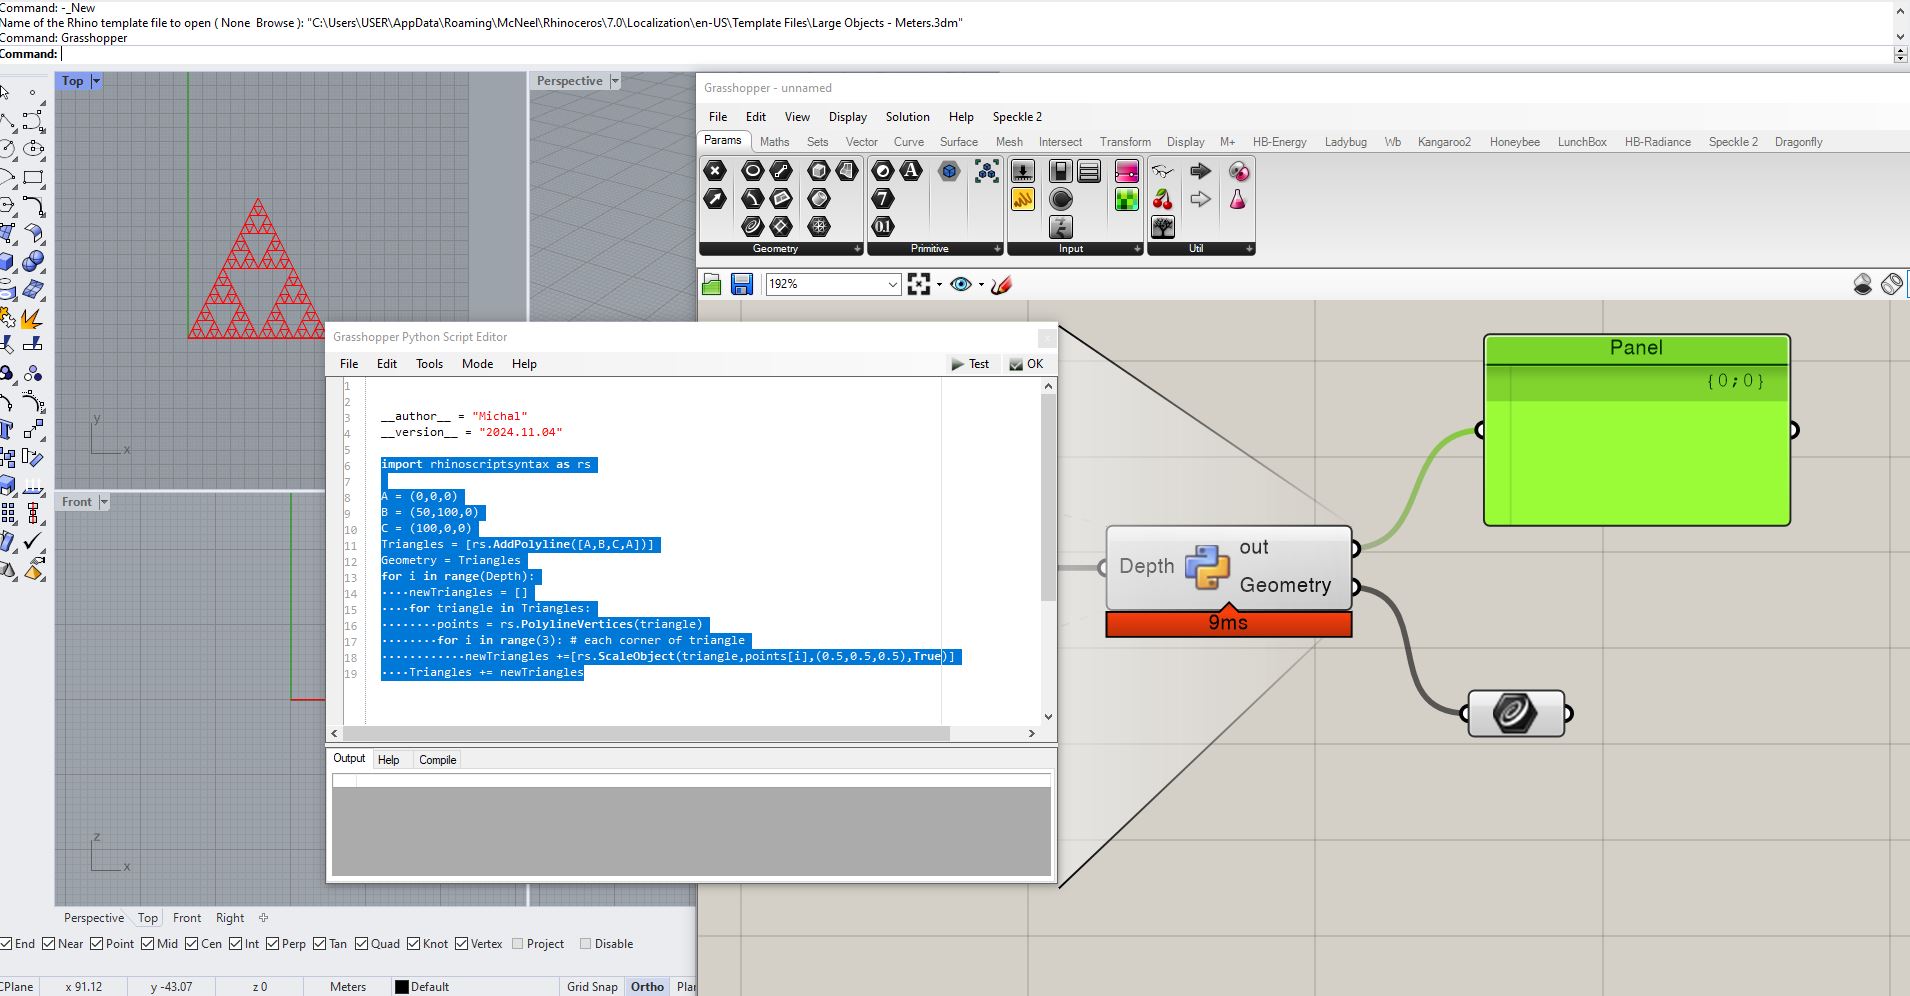 Command: -_New
Name of the Rhino template file to open ( None  Browse ): "C:\Users\USER\AppData\Roaming\McNeel\Rhinoceros\7.0\Localization\en-US\Template Files\Large Objects - Meters.3dm"
Command: Grasshopper
Command:
Top
Perspective
Grasshopper - unnamed
File Edit View Display Solution Help Speckle 2
Params Maths Sets Vector Curve Surface Mesh Intersect Transform Display M+ HB-Energy Ladybug Wb Kangaroo2 Honeybee LunchBox HB-Radiance Speckle 2 Dragonfly
A
7
0.1
Geometry Primitive Input Util
192%
Grasshopper Python Script Editor
File Edit Tools Mode Help Test OK
1
2
3 __author__ = "Michal"
4 __version__ = "2024.11.04"
5
6 import rhinoscriptsyntax as rs
7
8 A = (0,0,0)
9 B = (50,100,0)
10 C = (100,0,0)
11 Triangles = [rs.AddPolyline([A,B,C,A])]
12 Geometry = Triangles
13 for i in range(Depth):
14 ····newTriangles = []
15 ····for triangle in Triangles:
16 ········points = rs.PolylineVertices(triangle)
17 ········for i in range(3): # each corner of triangle
18 ············newTriangles +=[rs.ScaleObject(triangle,points[i],(0.5,0.5,0.5),True)]
19 ····Triangles += newTriangles
Output Help Compile
Panel
{0;0}
Depth
out
Geometry
9ms
y
x
Front
z
x
Perspective Top Front Right
End Near Point Mid Cen Int Perp Tan Quad Knot Vertex Project Disable
CPlane x 91.12 y -43.07 z 0 Meters Default Grid Snap Ortho Plar